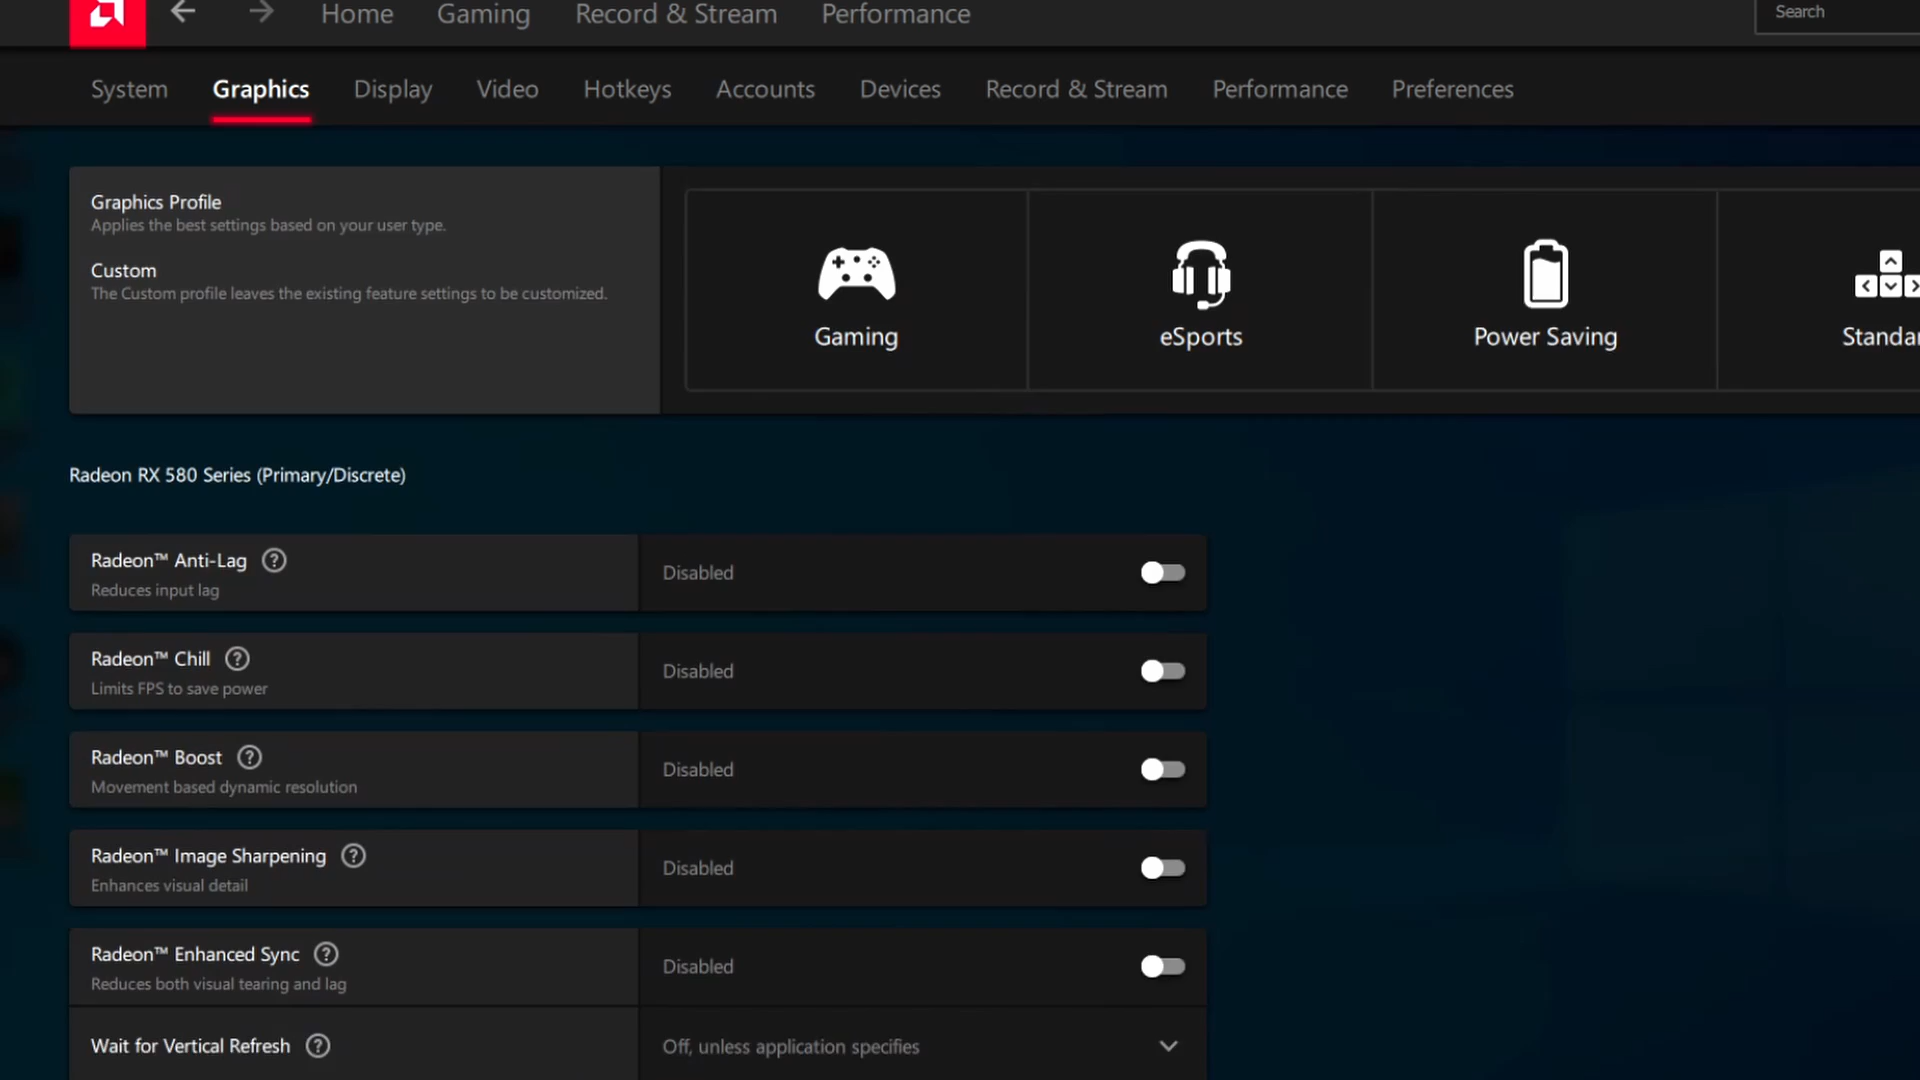 Home Gaming Record & Stream Performance Search
System Graphics Display Video Hotkeys Accounts Devices Record & Stream Performance Preferences
Graphics Profile
Applies the best settings based on your user type.
Custom
The Custom profile leaves the existing feature settings to be customized.
Gaming eSports Power Saving Standar
Radeon RX 580 Series (Primary/Discrete)
Radeon™ Anti-Lag ? Disabled
Reduces input lag
Radeon™ Chill ? Disabled
Limits FPS to save power
Radeon™ Boost ? Disabled
Movement based dynamic resolution
Radeon™ Image Sharpening ? Disabled
Enhances visual detail
Radeon™ Enhanced Sync ? Disabled
Reduces both visual tearing and lag
Wait for Vertical Refresh ? Off, unless application specifies